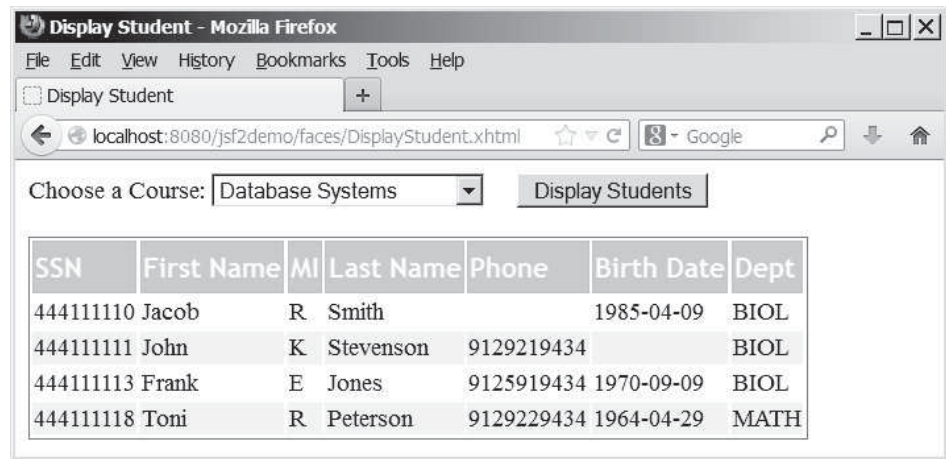 Display Student - Mozilla Firefox
File Edit View History Bookmarks Tools Help
Display Student +
localhost:8080/jsf2demo/faces/DisplayStudent.xhtml 8 Google
Choose a Course: Database Systems Display Students
SSN First Name MI Last Name Phone Birth Date Dept
444111110 Jacob R Smith 1985-04-09 BIOL
444111111 John K Stevenson 9129219434 BIOL
444111113 Frank E Jones 9125919434 1970-09-09 BIOL
444111118 Toni R Peterson 9129229434 1964-04-29 MATH